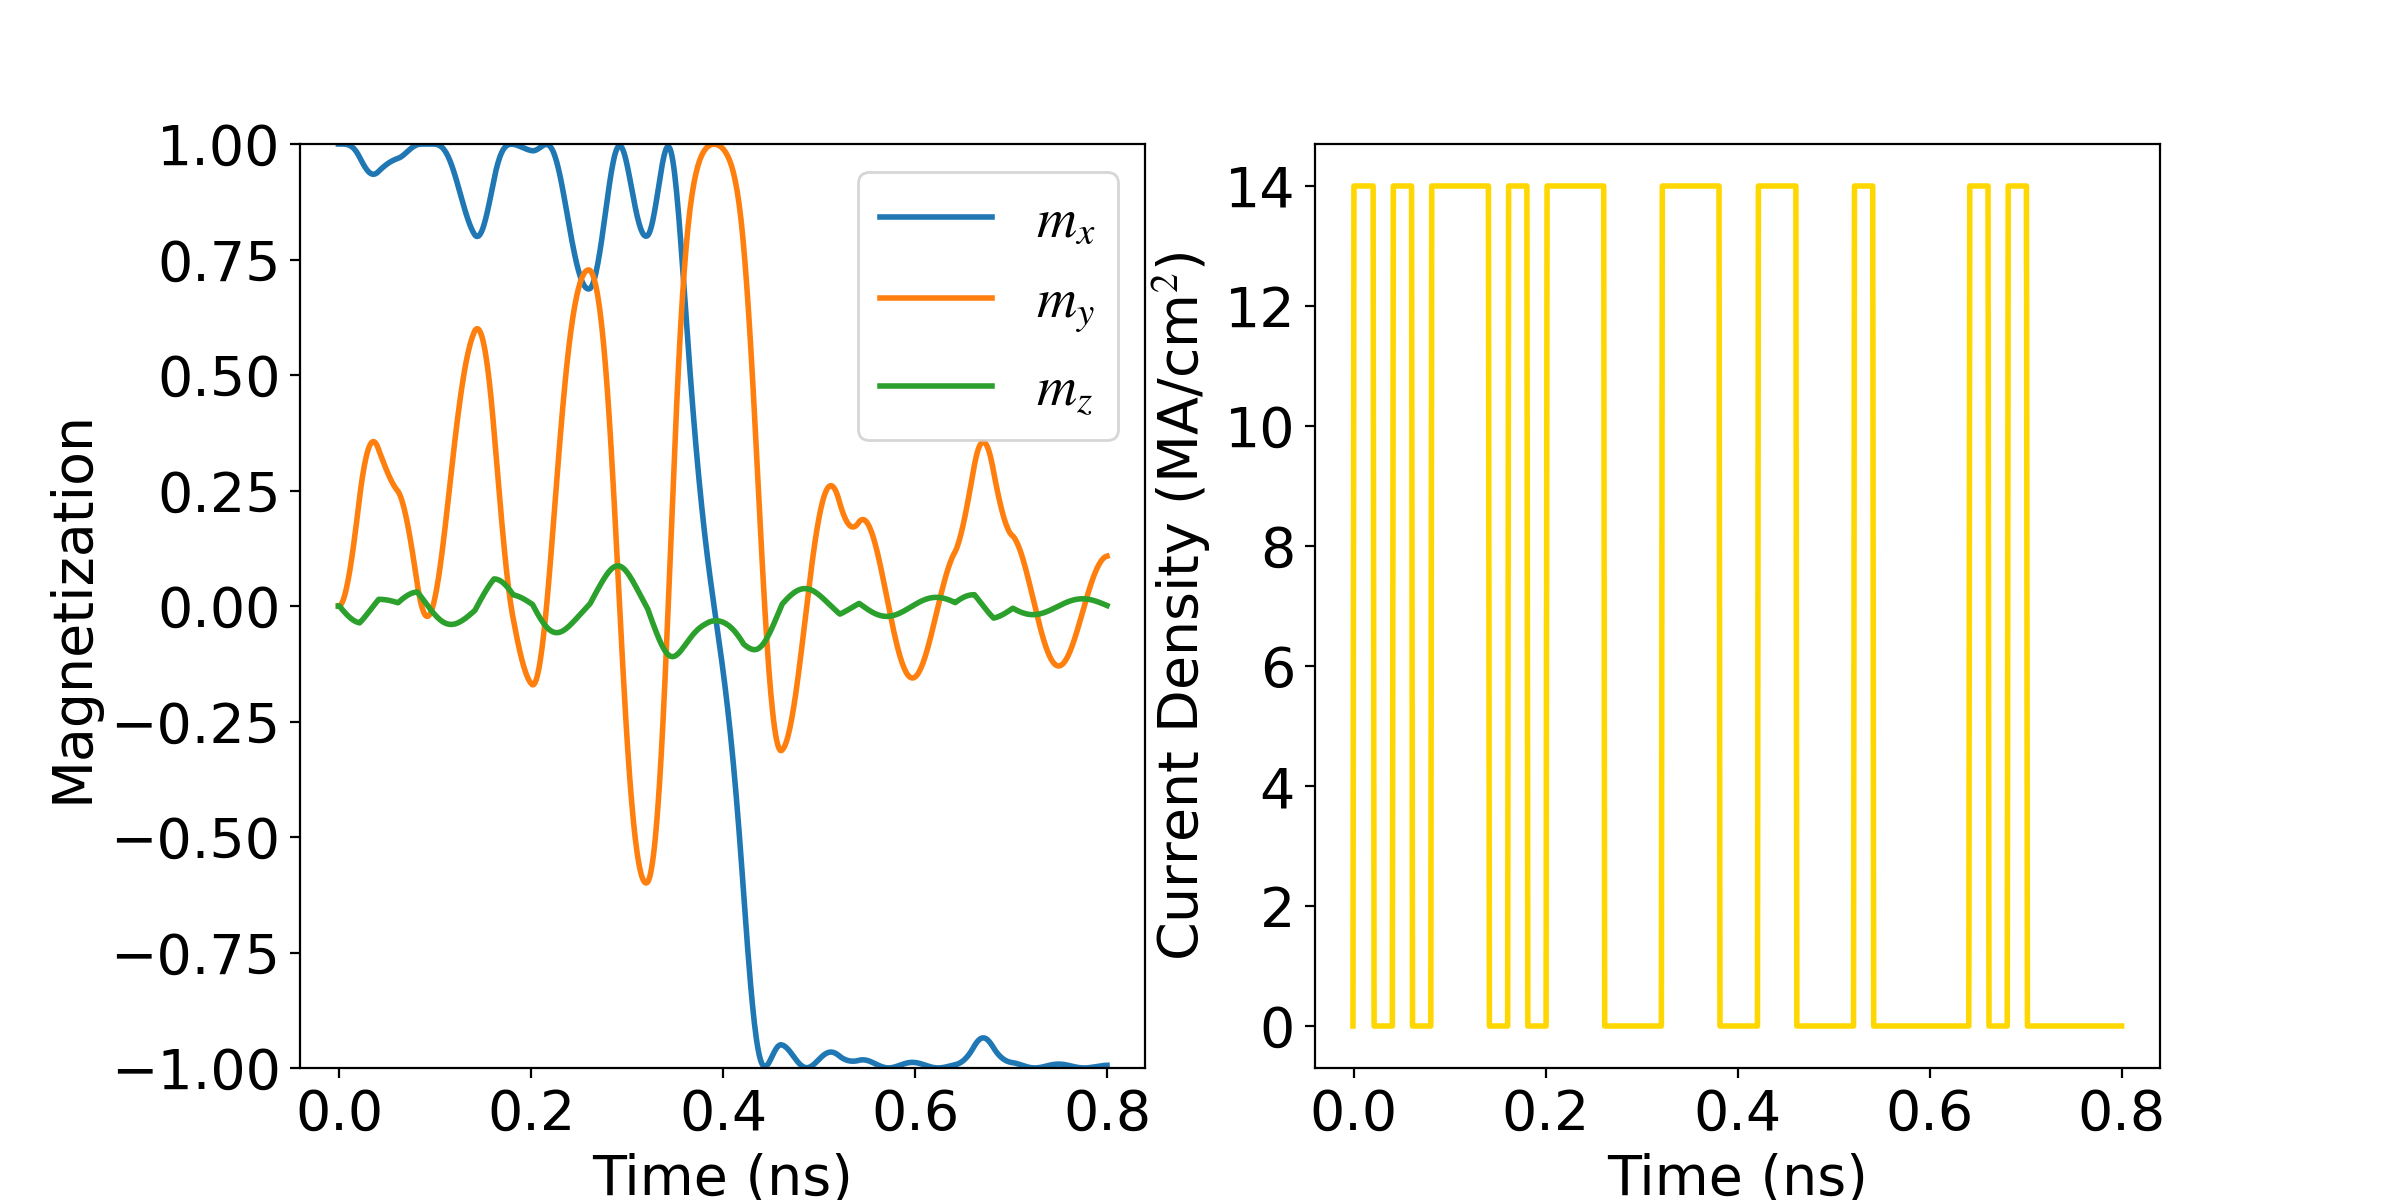 Magnetization
1.00
0.75
0.50
0.25
0.00
−0.25
−0.50
−0.75
−1.00
0.0 0.2 0.4 0.6 0.8
Time (ns)
m_x
m_y
m_z
Current Density (MA/cm²)
14
12
10
8
6
4
2
0
0.0 0.2 0.4 0.6 0.8
Time (ns)